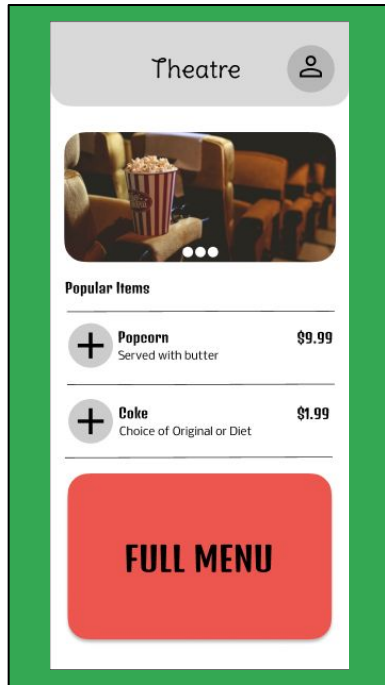 Theatre
Popular Items
Popcorn $9.99
Served with butter
Coke $1.99
Choice of Original or Diet
FULL MENU